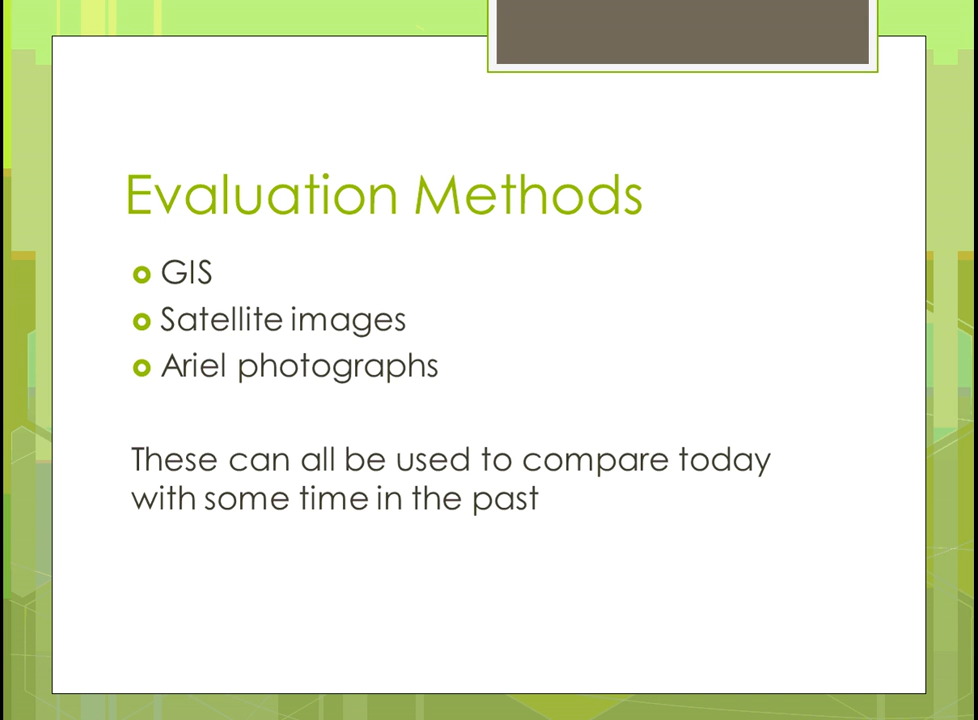 Evaluation Methods
GIS
Satellite images
Ariel photographs
These can all be used to compare today
with some time in the past